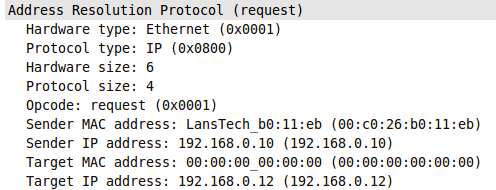 Address Resolution Protocol (request)
Hardware type: Ethernet (0x0001)
Protocol type: IP (0x0800)
Hardware size: 6
Protocol size: 4
Opcode: request (0x0001)
Sender MAC address: LansTech_b0:11:eb (00:c0:26:b0:11:eb)
Sender IP address: 192.168.0.10 (192.168.0.10)
Target MAC address: 00:00:00_00:00:00 (00:00:00:00:00:00)
Target IP address: 192.168.0.12 (192.168.0.12)